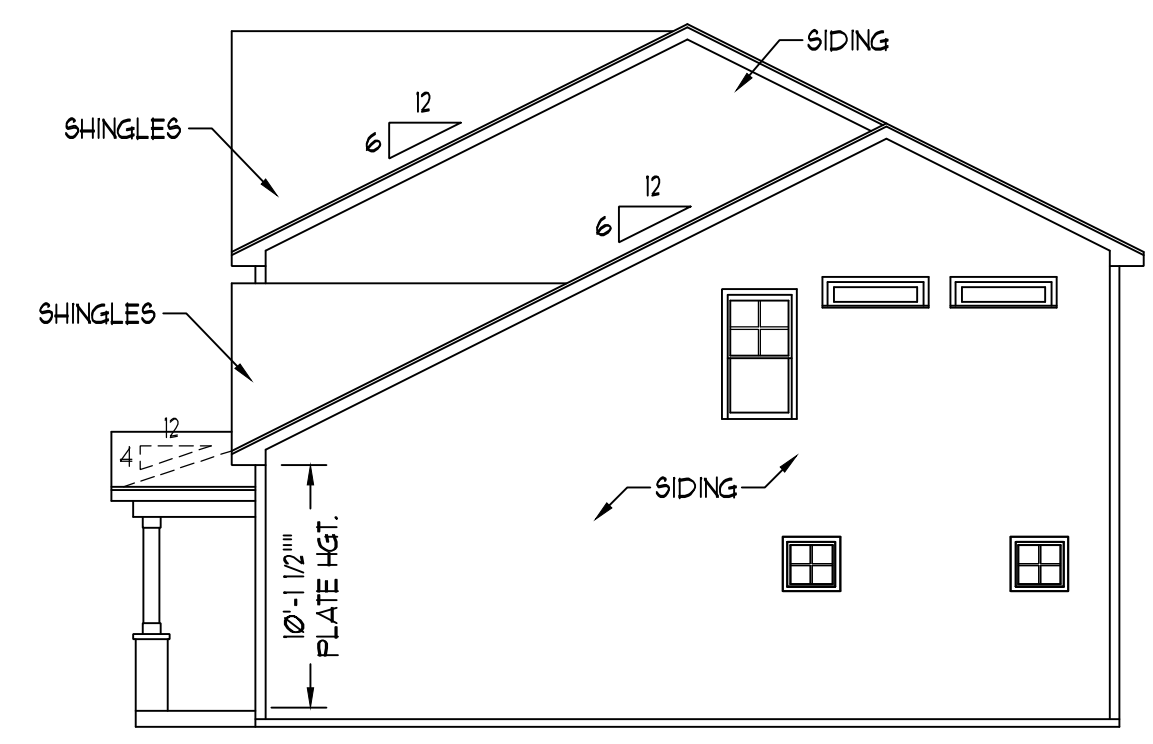 SIDING
12
SHINGLES
6
12
6
SHINGLES
12
4
SIDING
10'-1 1/2""
PLATE HGT.